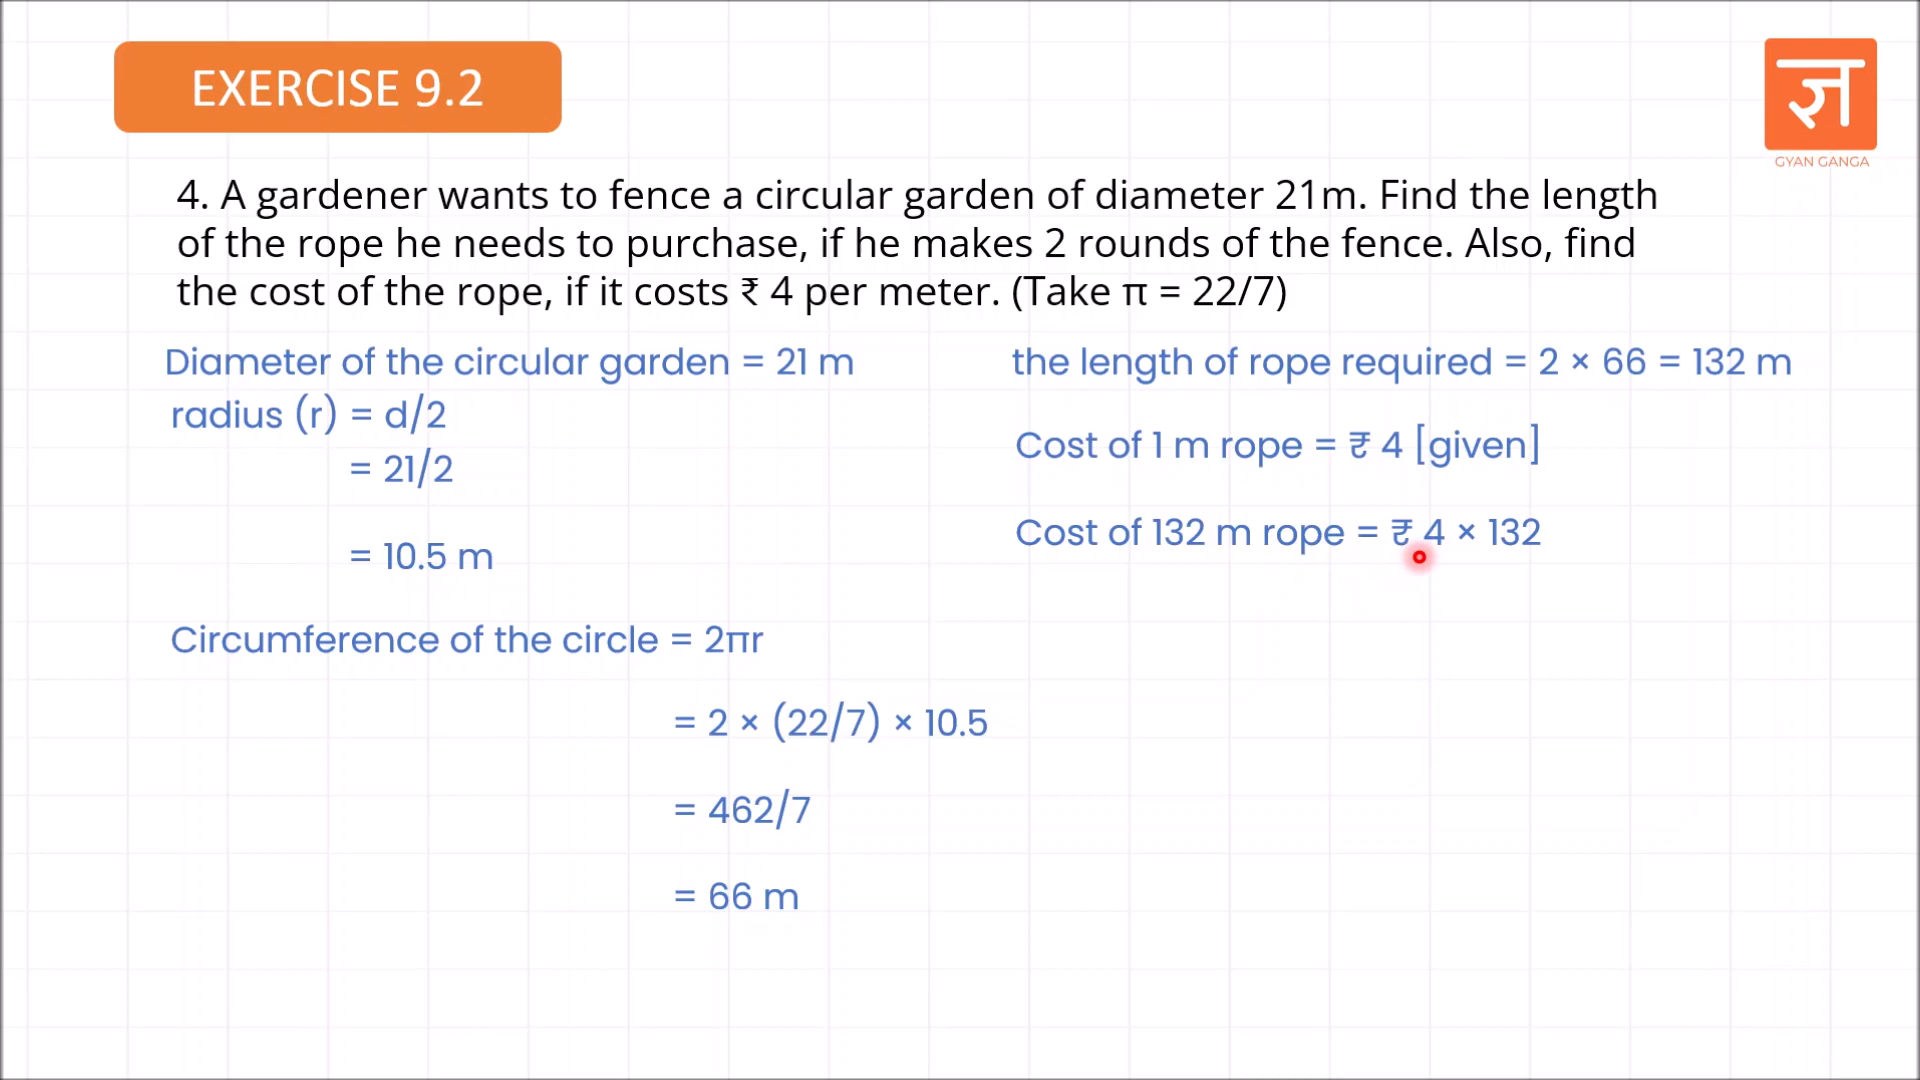 EXERCISE 9.2
ज्ञ
GYAN GANGA
4. A gardener wants to fence a circular garden of diameter 21m. Find the length
of the rope he needs to purchase, if he makes 2 rounds of the fence. Also, find
the cost of the rope, if it costs ₹ 4 per meter. (Take π = 22/7)
Diameter of the circular garden = 21 m
radius (r) = d/2
= 21/2
= 10.5 m
Circumference of the circle = 2πr
= 2 × (22/7) × 10.5
= 462/7
= 66 m
the length of rope required = 2 × 66 = 132 m
Cost of 1 m rope = ₹ 4 [given]
Cost of 132 m rope = ₹ 4 × 132